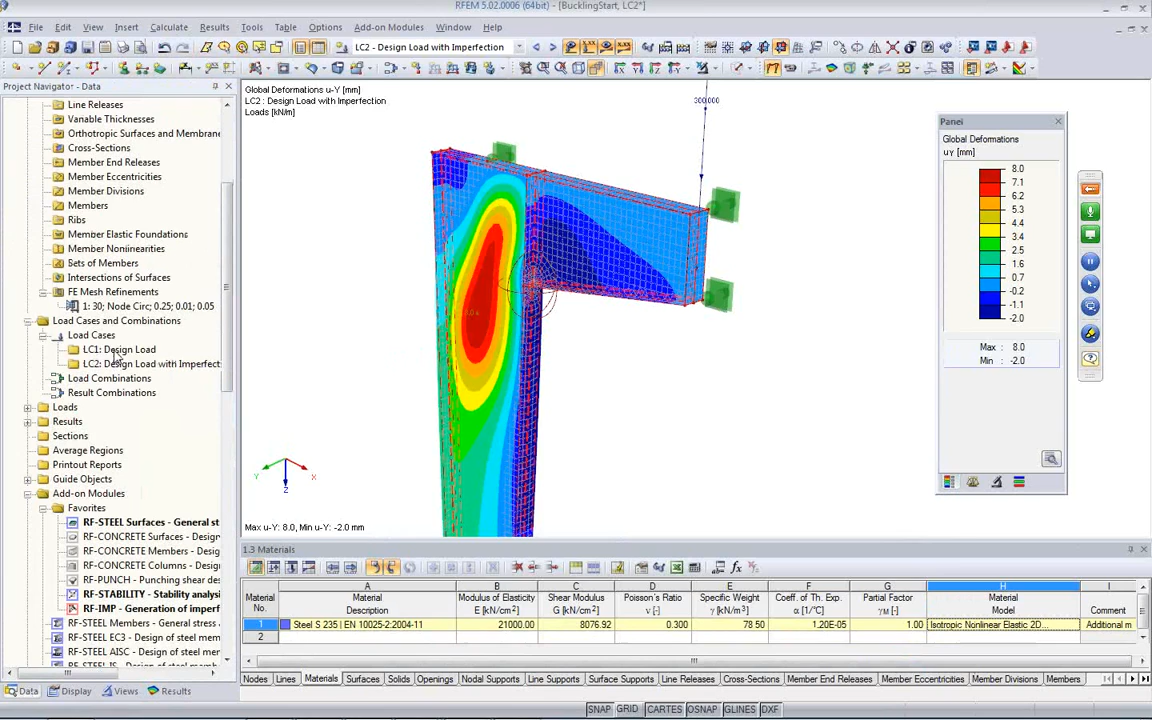 RFEM 5.02.0006 (64bit) - [BucklingStart, LC2*]
File Edit View Insert Calculate Results Tools Table Options Add-on Modules Window Help
LC2 - Design Load with Imperfection
Project Navigator - Data
Line Releases
Variable Thicknesses
Orthotropic Surfaces and Membrane
Cross-Sections
Member End Releases
Member Eccentricities
Member Divisions
Members
Ribs
Member Elastic Foundations
Member Nonlinearities
Sets of Members
Intersections of Surfaces
FE Mesh Refinements
1: 30; Node Circ; 0.25; 0.01; 0.05
Load Cases and Combinations
Load Cases
LC1: Design Load
LC2: Design Load with Imperfect
Load Combinations
Result Combinations
Loads
Results
Sections
Average Regions
Printout Reports
Guide Objects
Add-on Modules
Favorites
RF-STEEL Surfaces - General st
RF-CONCRETE Surfaces - Design
RF-CONCRETE Members - Desig
RF-CONCRETE Columns - Design
RF-PUNCH - Punching shear des
RF-STABILITY - Stability analysi
RF-IMP - Generation of imperf
RF-STEEL Members - General stress
RF-STEEL EC3 - Design of steel mem
RF-STEEL AISC - Design of steel memb
RF-STEEL IS - Design of steel memb
Data Display Views Results
Global Deformations u-Y [mm]
LC2 : Design Load with Imperfection
Loads [kN/m]
300.000
X
Y
Z
Max u-Y: 8.0, Min u-Y: -2.0 mm
Panel
Global Deformations
uY [mm]
8.0
7.1
6.2
5.3
4.4
3.4
2.5
1.6
0.7
-0.2
-1.1
-2.0
Max : 8.0
Min : -2.0
1.3 Materials
A B C D E F G H I
Material No. Material Description Modulus of Elasticity E [kN/cm2] Shear Modulus G [kN/cm2] Poisson's Ratio ν [-] Specific Weight γ [kN/m3] Coeff. of Th. Exp. α [1/°C] Partial Factor γM [-] Material Model Comment
1 Steel S 235 | EN 10025-2:2004-11 21000.00 8076.92 0.300 78.50 1.20E-05 1.00 Isotropic Nonlinear Elastic 2D... Additional m
2
Nodes Lines Materials Surfaces Solids Openings Nodal Supports Line Supports Surface Supports Line Releases Cross-Sections Member End Releases Member Eccentricities Member Divisions Members
SNAP GRID CARTES OSNAP GLINES DXF